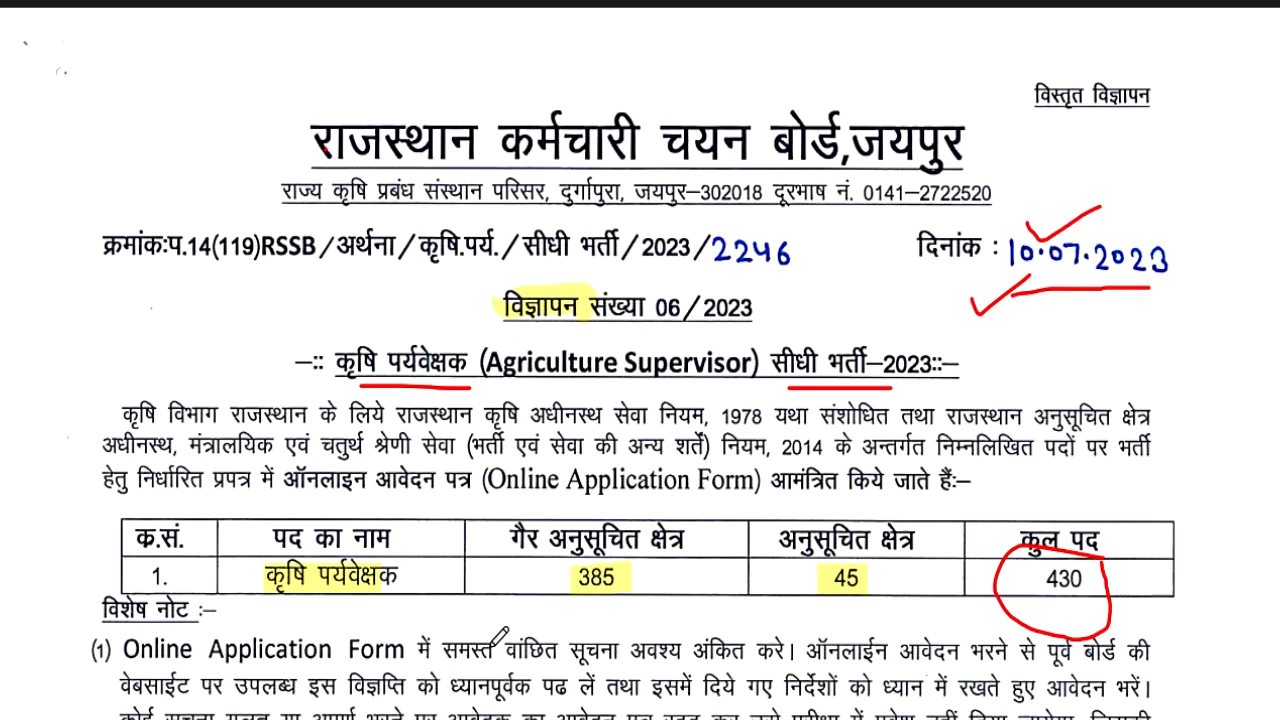 विस्तृत विज्ञापन
राजस्थान कर्मचारी चयन बोर्ड,जयपुर
राज्य कृषि प्रबंध संस्थान परिसर, दुर्गापुरा, जयपुर–302018 दूरभाष नं. 0141–2722520
क्रमांकःप.14(119)RSSB/अर्थना/कृषि.पर्य./सीधी भर्ती/2023/2246 दिनांक : 10.07.2023
विज्ञापन संख्या 06/2023
–:: कृषि पर्यवेक्षक (Agriculture Supervisor) सीधी भर्ती–2023::–
कृषि विभाग राजस्थान के लिये राजस्थान कृषि अधीनस्थ सेवा नियम, 1978 यथा संशोधित तथा राजस्थान अनुसूचित क्षेत्र
अधीनस्थ, मंत्रालयिक एवं चतुर्थ श्रेणी सेवा (भर्ती एवं सेवा की अन्य शर्तें) नियम, 2014 के अन्तर्गत निम्नलिखित पदों पर भर्ती
हेतु निर्धारित प्रपत्र में ऑनलाइन आवेदन पत्र (Online Application Form) आमंत्रित किये जाते हैंः–
क.सं. पद का नाम गैर अनुसूचित क्षेत्र अनुसूचित क्षेत्र कुल पद
1. कृषि पर्यवेक्षक 385 45 430
विशेष नोट :–
(1) Online Application Form में समस्त वांछित सूचना अवश्य अंकित करे। ऑनलाईन आवेदन भरने से पूर्व बोर्ड की
वेबसाईट पर उपलब्ध इस विज्ञप्ति को ध्यानपूर्वक पढ लें तथा इसमें दिये गए निर्देशों को ध्यान में रखते हुए आवेदन भरें।